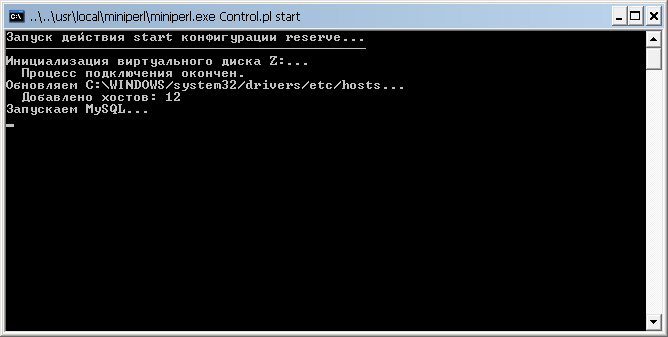 ..\..\usr\local\miniperl\miniperl.exe Control.pl start
Запуск действия start конфигурации reserve...
Инициализация виртуального диска Z:...
Процесс подключения окончен.
Обновляем C:\WINDOWS/system32/drivers/etc/hosts...
Добавлено хостов: 12
Запускаем MySQL...